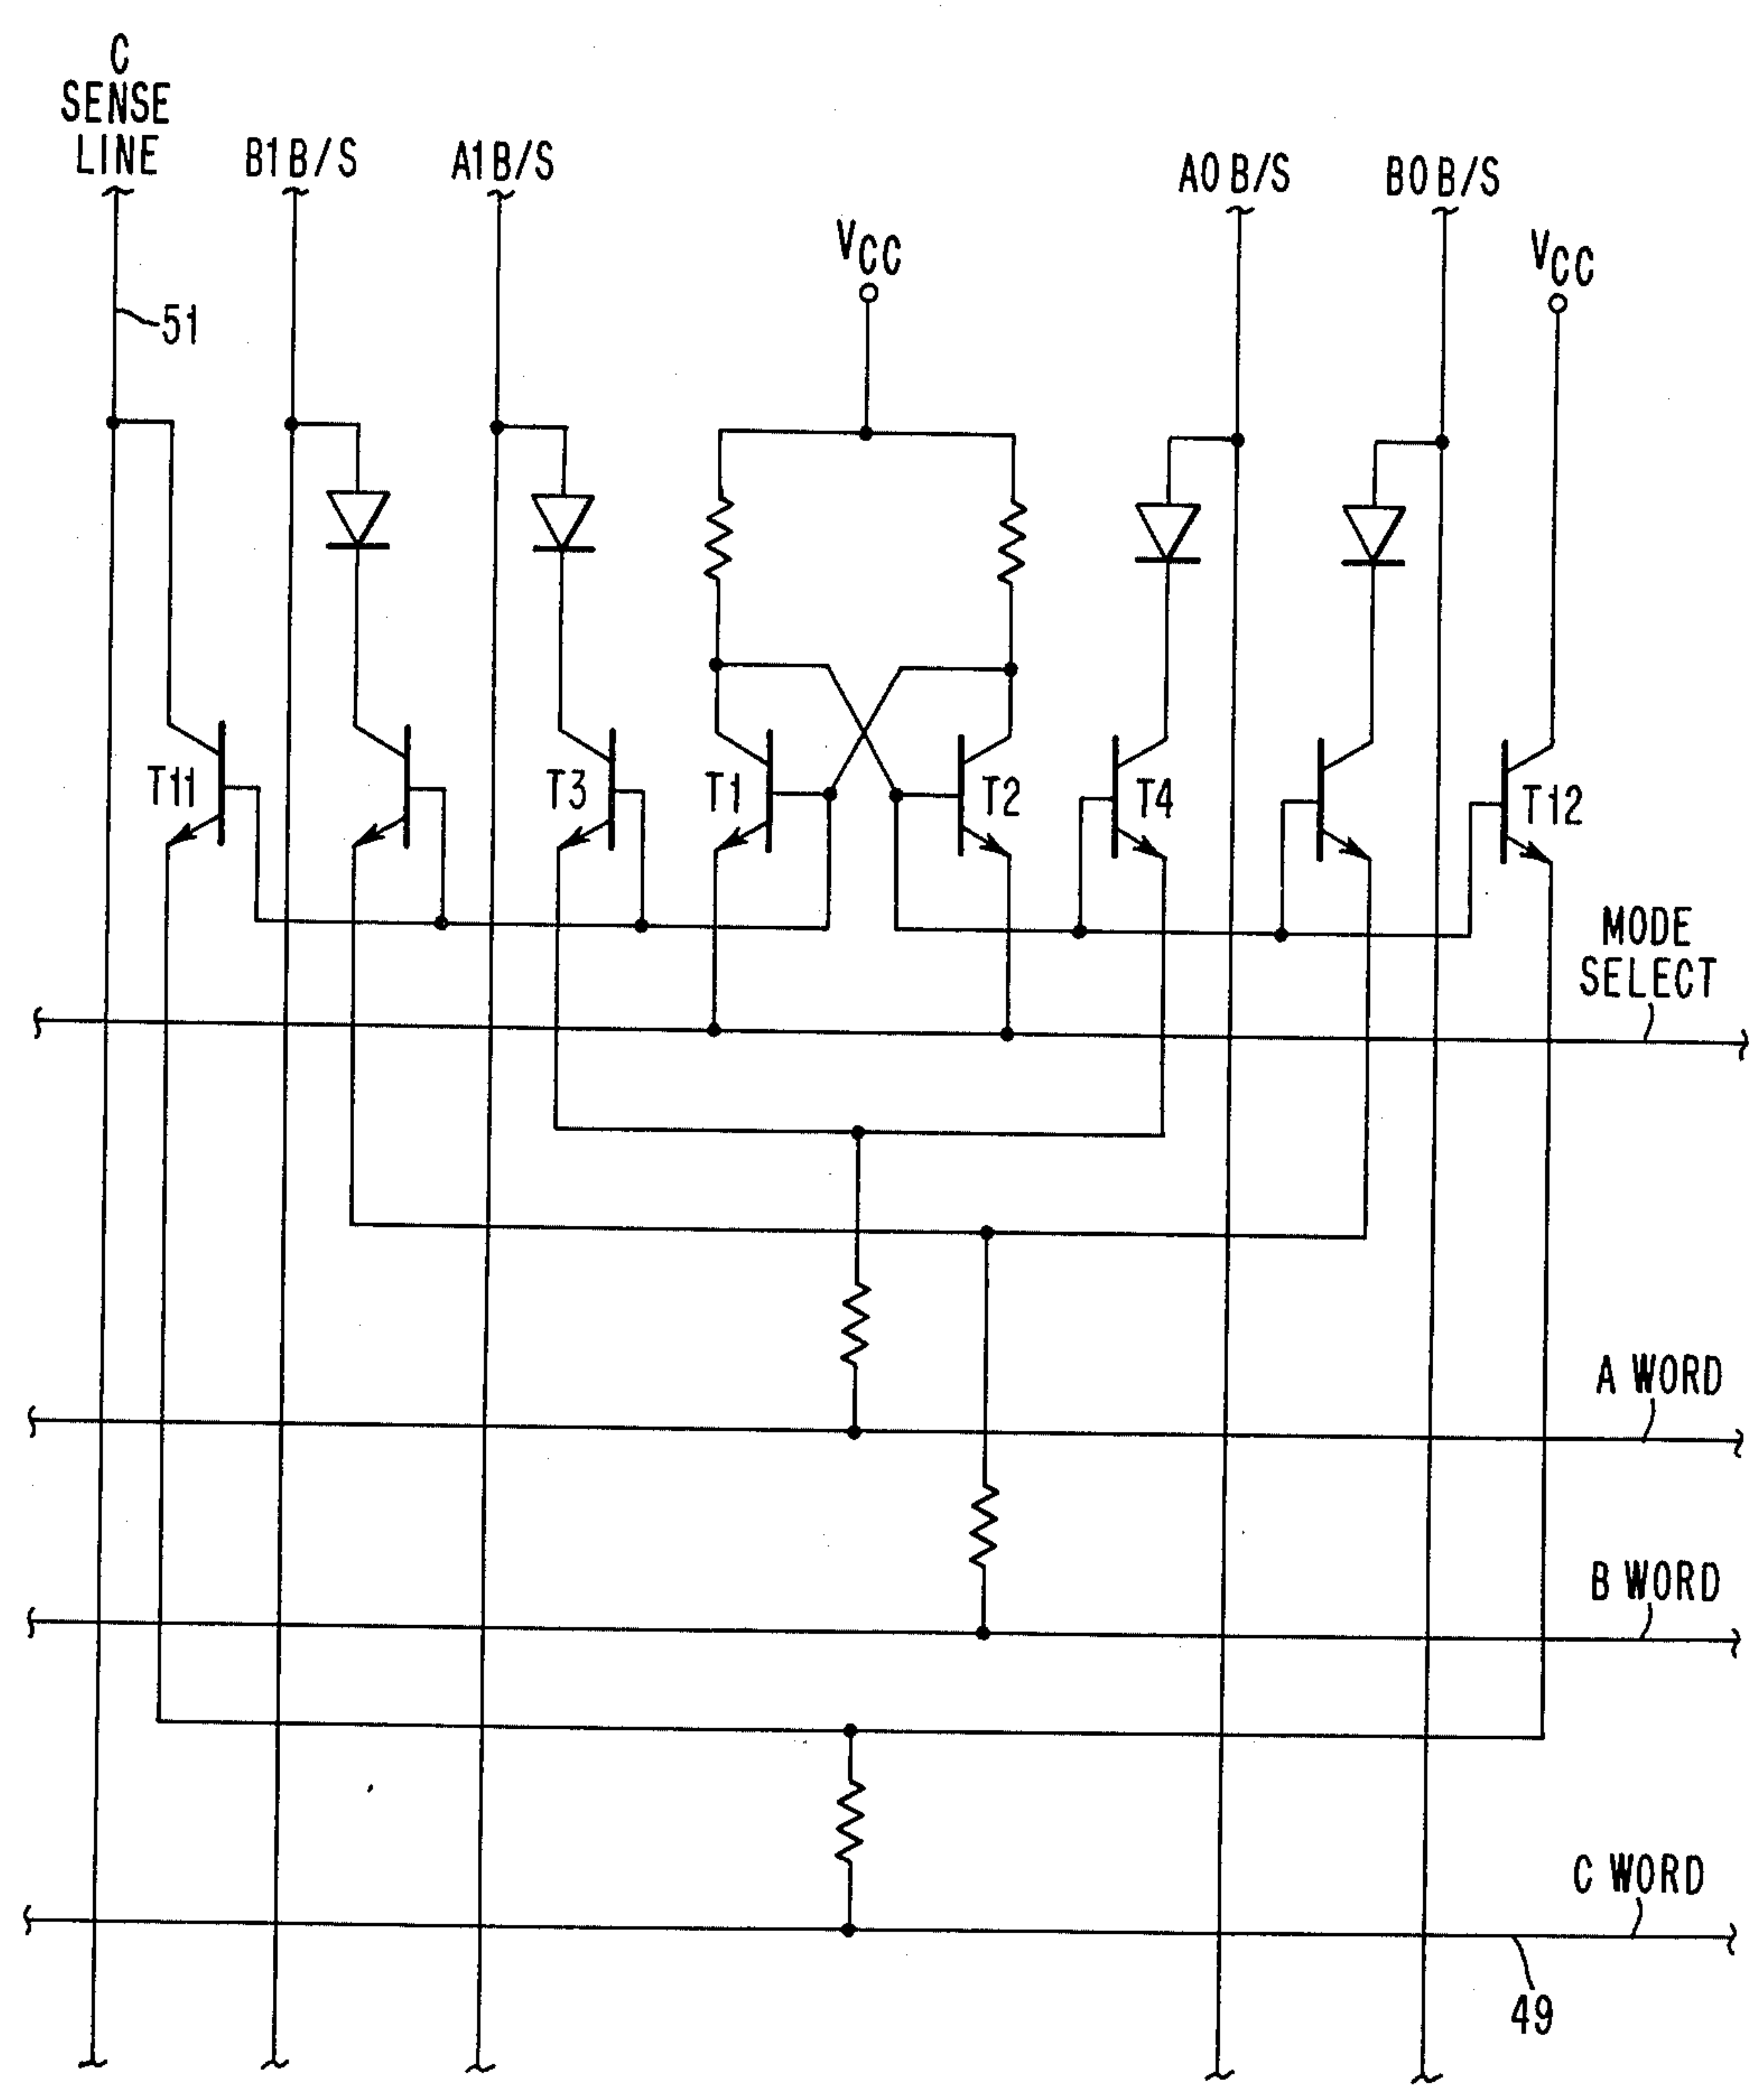 C
SENSE
LINE
B1 B/S
A1 B/S
A0 B/S
B0 B/S
VCC
VCC
51
T11
T3
T1
T2
T4
T12
MODE
SELECT
A WORD
B WORD
C WORD
49